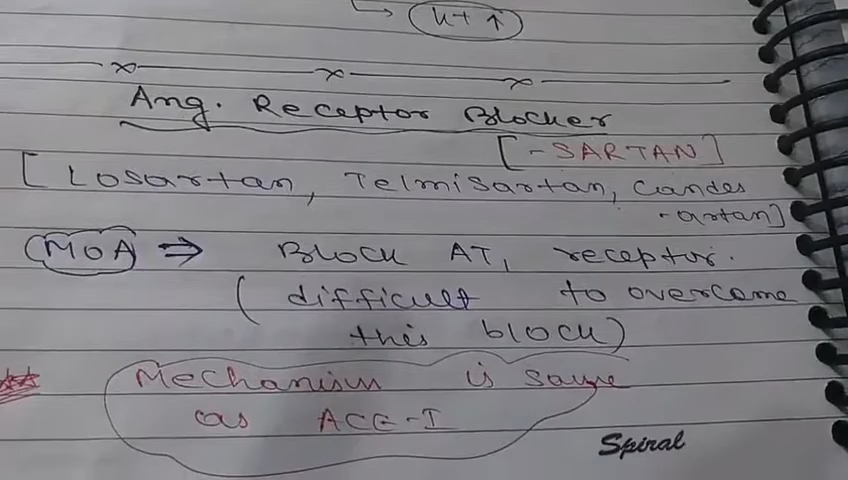 K+ ↑
Ang. Receptor Blocker
[-SARTAN]
[Losartan, Telmisartan, Candes
-artan]
MOA ⇒ Block AT₁ receptor.
(difficult to overcome
this block)
Mechanism is same
as ACE-I
Spiral